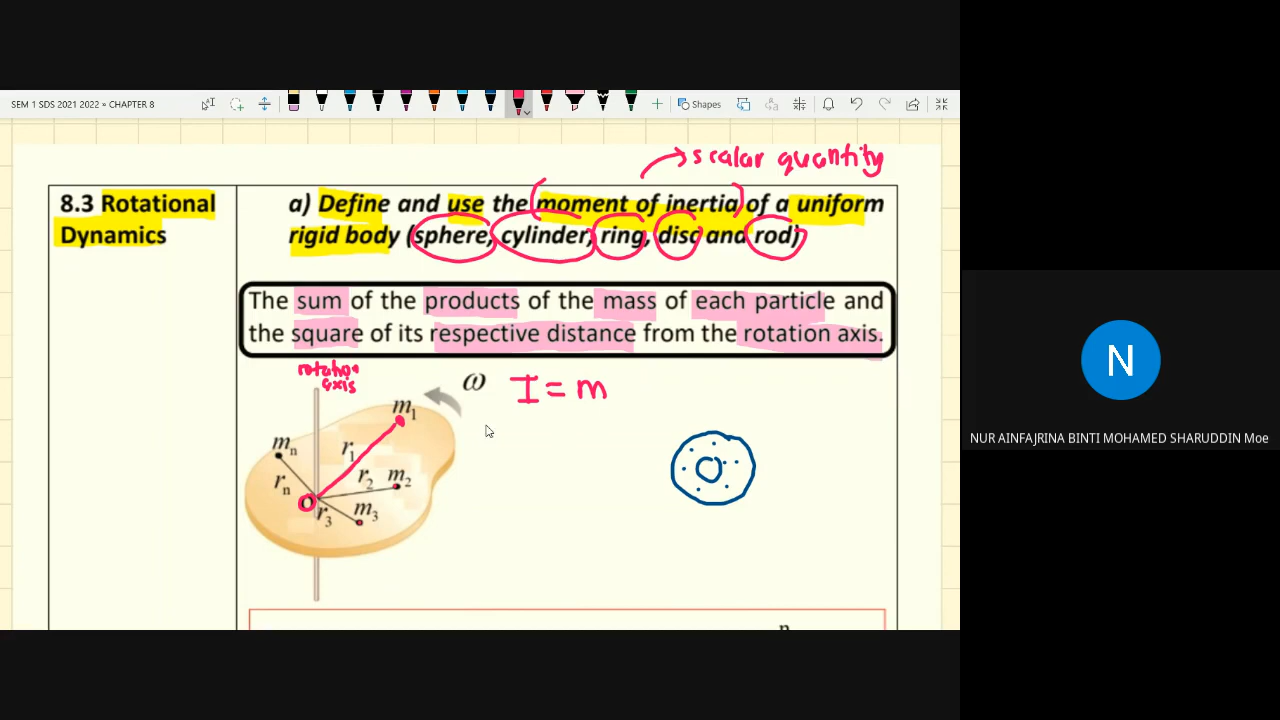 SEM 1 SDS 2021 2022 » CHAPTER 8
Shapes
scalar quantity
8.3 Rotational
Dynamics
a) Define and use the (moment of inertia) of a uniform
rigid body (sphere, cylinder, ring, disc and rod)
The sum of the products of the mass of each particle and
the square of its respective distance from the rotation axis.
rotation
axis
ω
I = m
m1
r1
mn
rn
r2
m2
O
r3
m3
n
N
NUR AINFAJRINA BINTI MOHAMED SHARUDDIN Moe